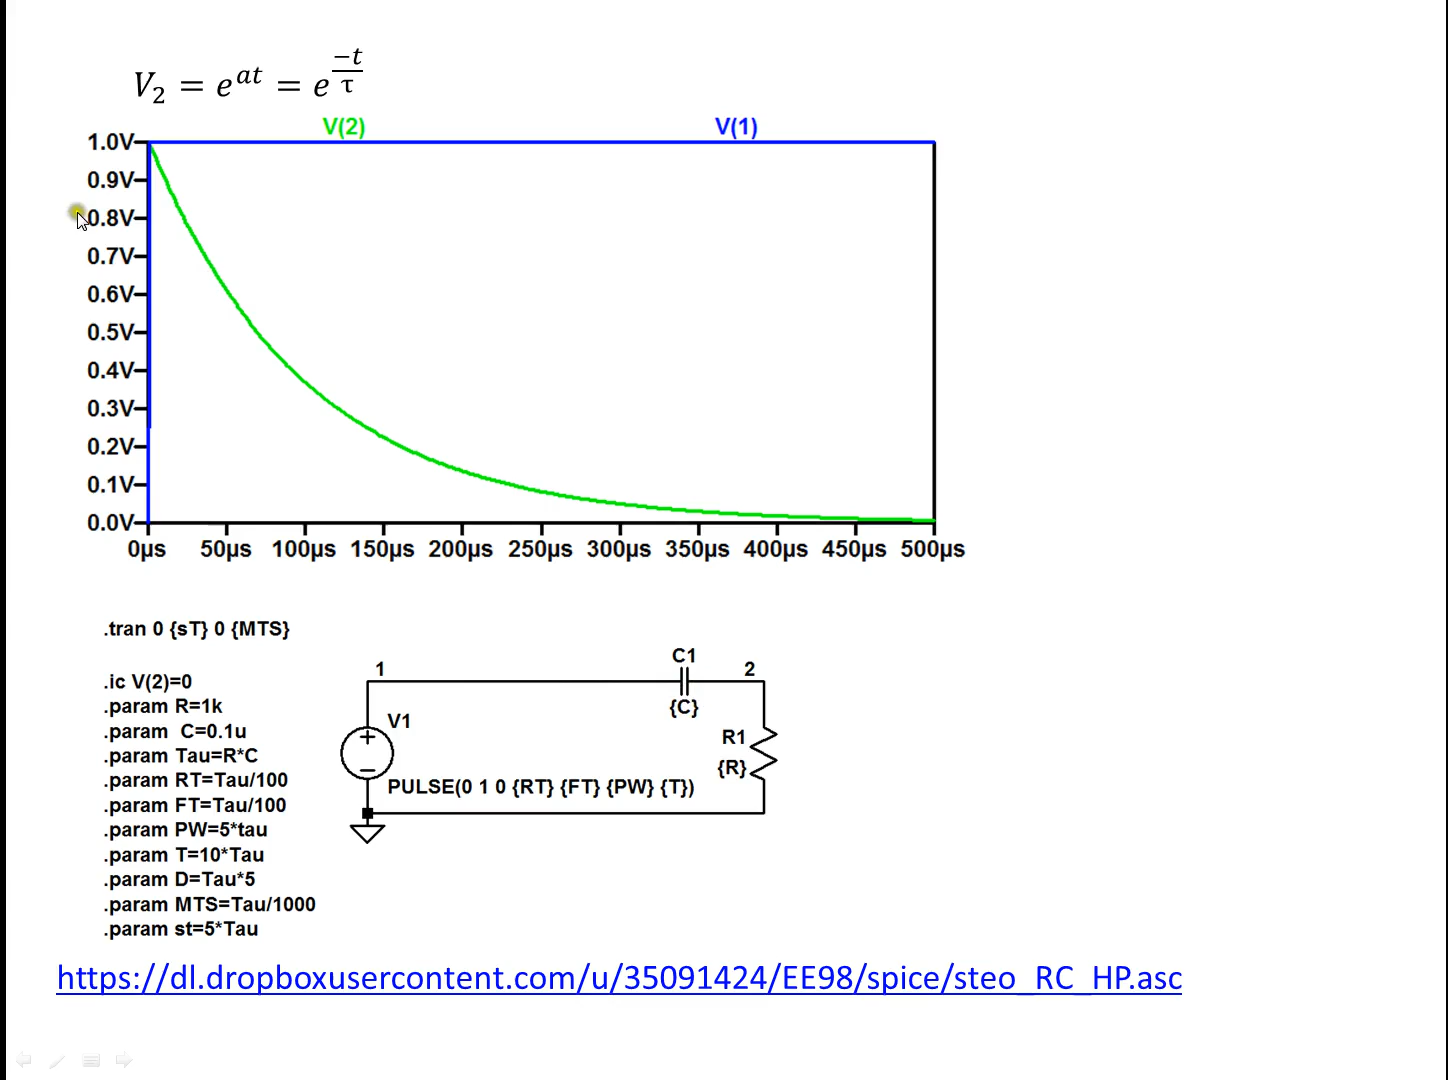 V₂ = e^{at} = e^{\frac{-t}{τ}}
V(2) V(1)
1.0V
0.9V
0.8V
0.7V
0.6V
0.5V
0.4V
0.3V
0.2V
0.1V
0.0V
0µs 50µs 100µs 150µs 200µs 250µs 300µs 350µs 400µs 450µs 500µs
.tran 0 {sT} 0 {MTS}
.ic V(2)=0
.param R=1k
.param  C=0.1u
.param Tau=R*C
.param RT=Tau/100
.param FT=Tau/100
.param PW=5*tau
.param T=10*Tau
.param D=Tau*5
.param MTS=Tau/1000
.param st=5*Tau
1
C1
2
{C}
V1
R1
{R}
PULSE(0 1 0 {RT} {FT} {PW} {T})
https://dl.dropboxusercontent.com/u/35091424/EE98/spice/steo_RC_HP.asc